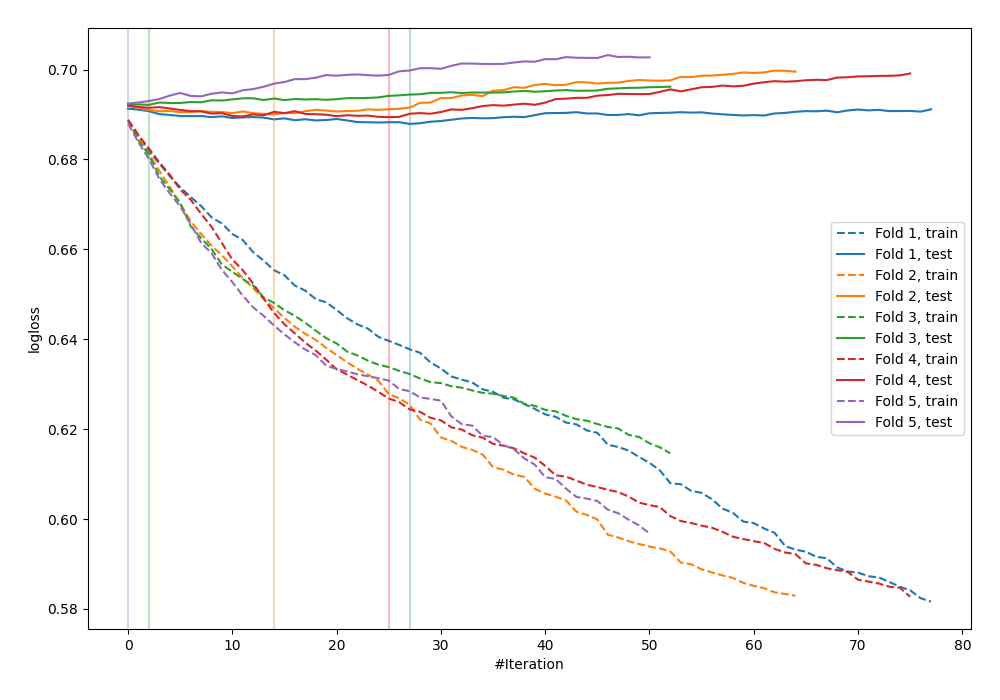 0.70
0.68
0.66
0.64
0.62
0.60
0.58
logloss
0
10
20
30
40
50
60
70
80
#Iteration
Fold 1, train
Fold 1, test
Fold 2, train
Fold 2, test
Fold 3, train
Fold 3, test
Fold 4, train
Fold 4, test
Fold 5, train
Fold 5, test